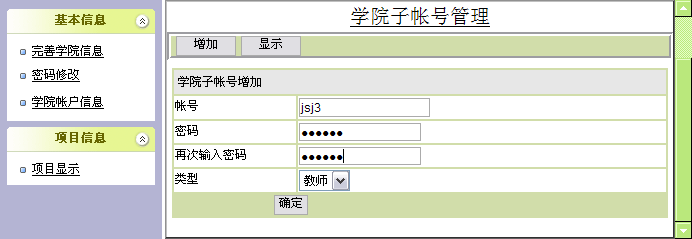 基本信息
完善学院信息
密码修改
学院帐户信息
项目信息
项目显示
学院子帐号管理
增加 显示
学院子帐号增加
帐号 jsj3
密码 ●●●●●●
再次输入密码 ●●●●●●
类型 教师
确定